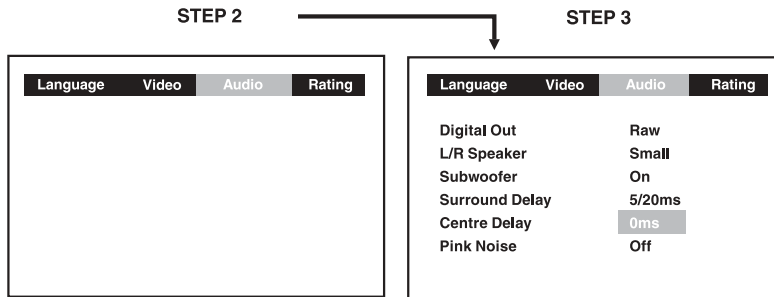 STEP 2 STEP 3
Language Video Audio Rating
Language Video Audio Rating
Digital Out Raw
L/R Speaker Small
Subwoofer On
Surround Delay 5/20ms
Centre Delay 0ms
Pink Noise Off